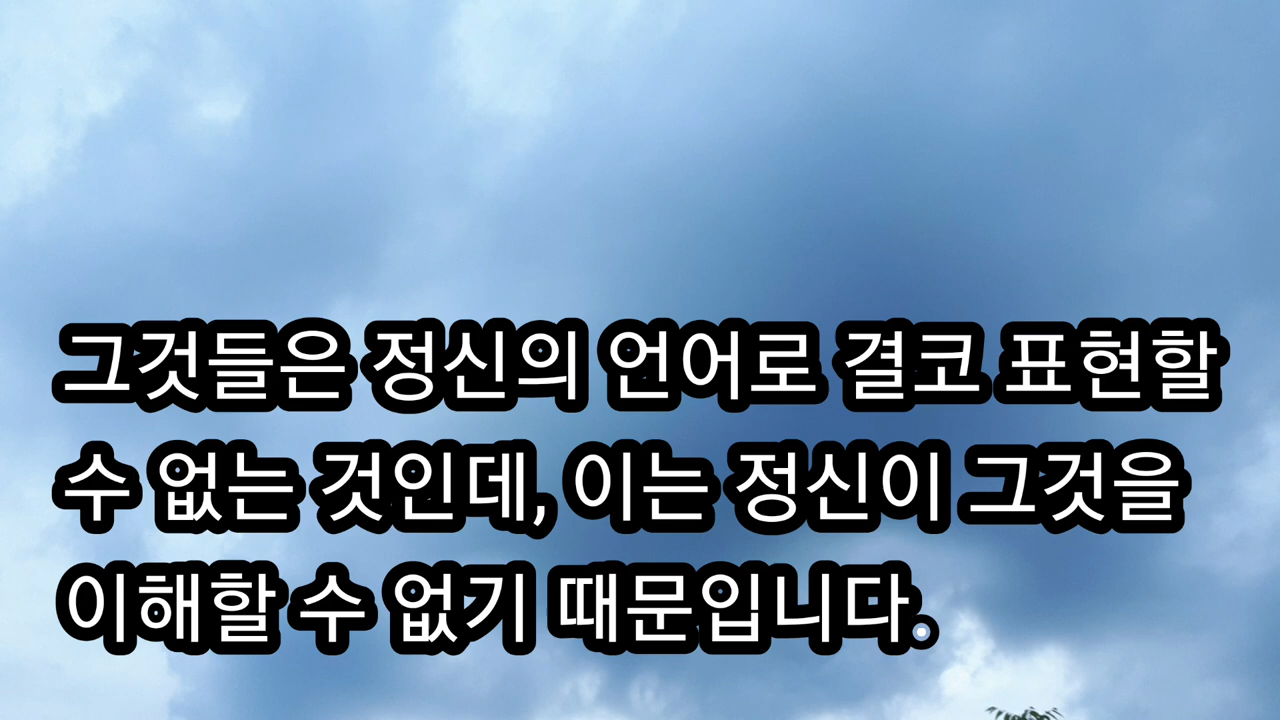 그것들은 정신의 언어로 결코 표현할
수 없는 것인데, 이는 정신이 그것을
이해할 수 없기 때문입니다.